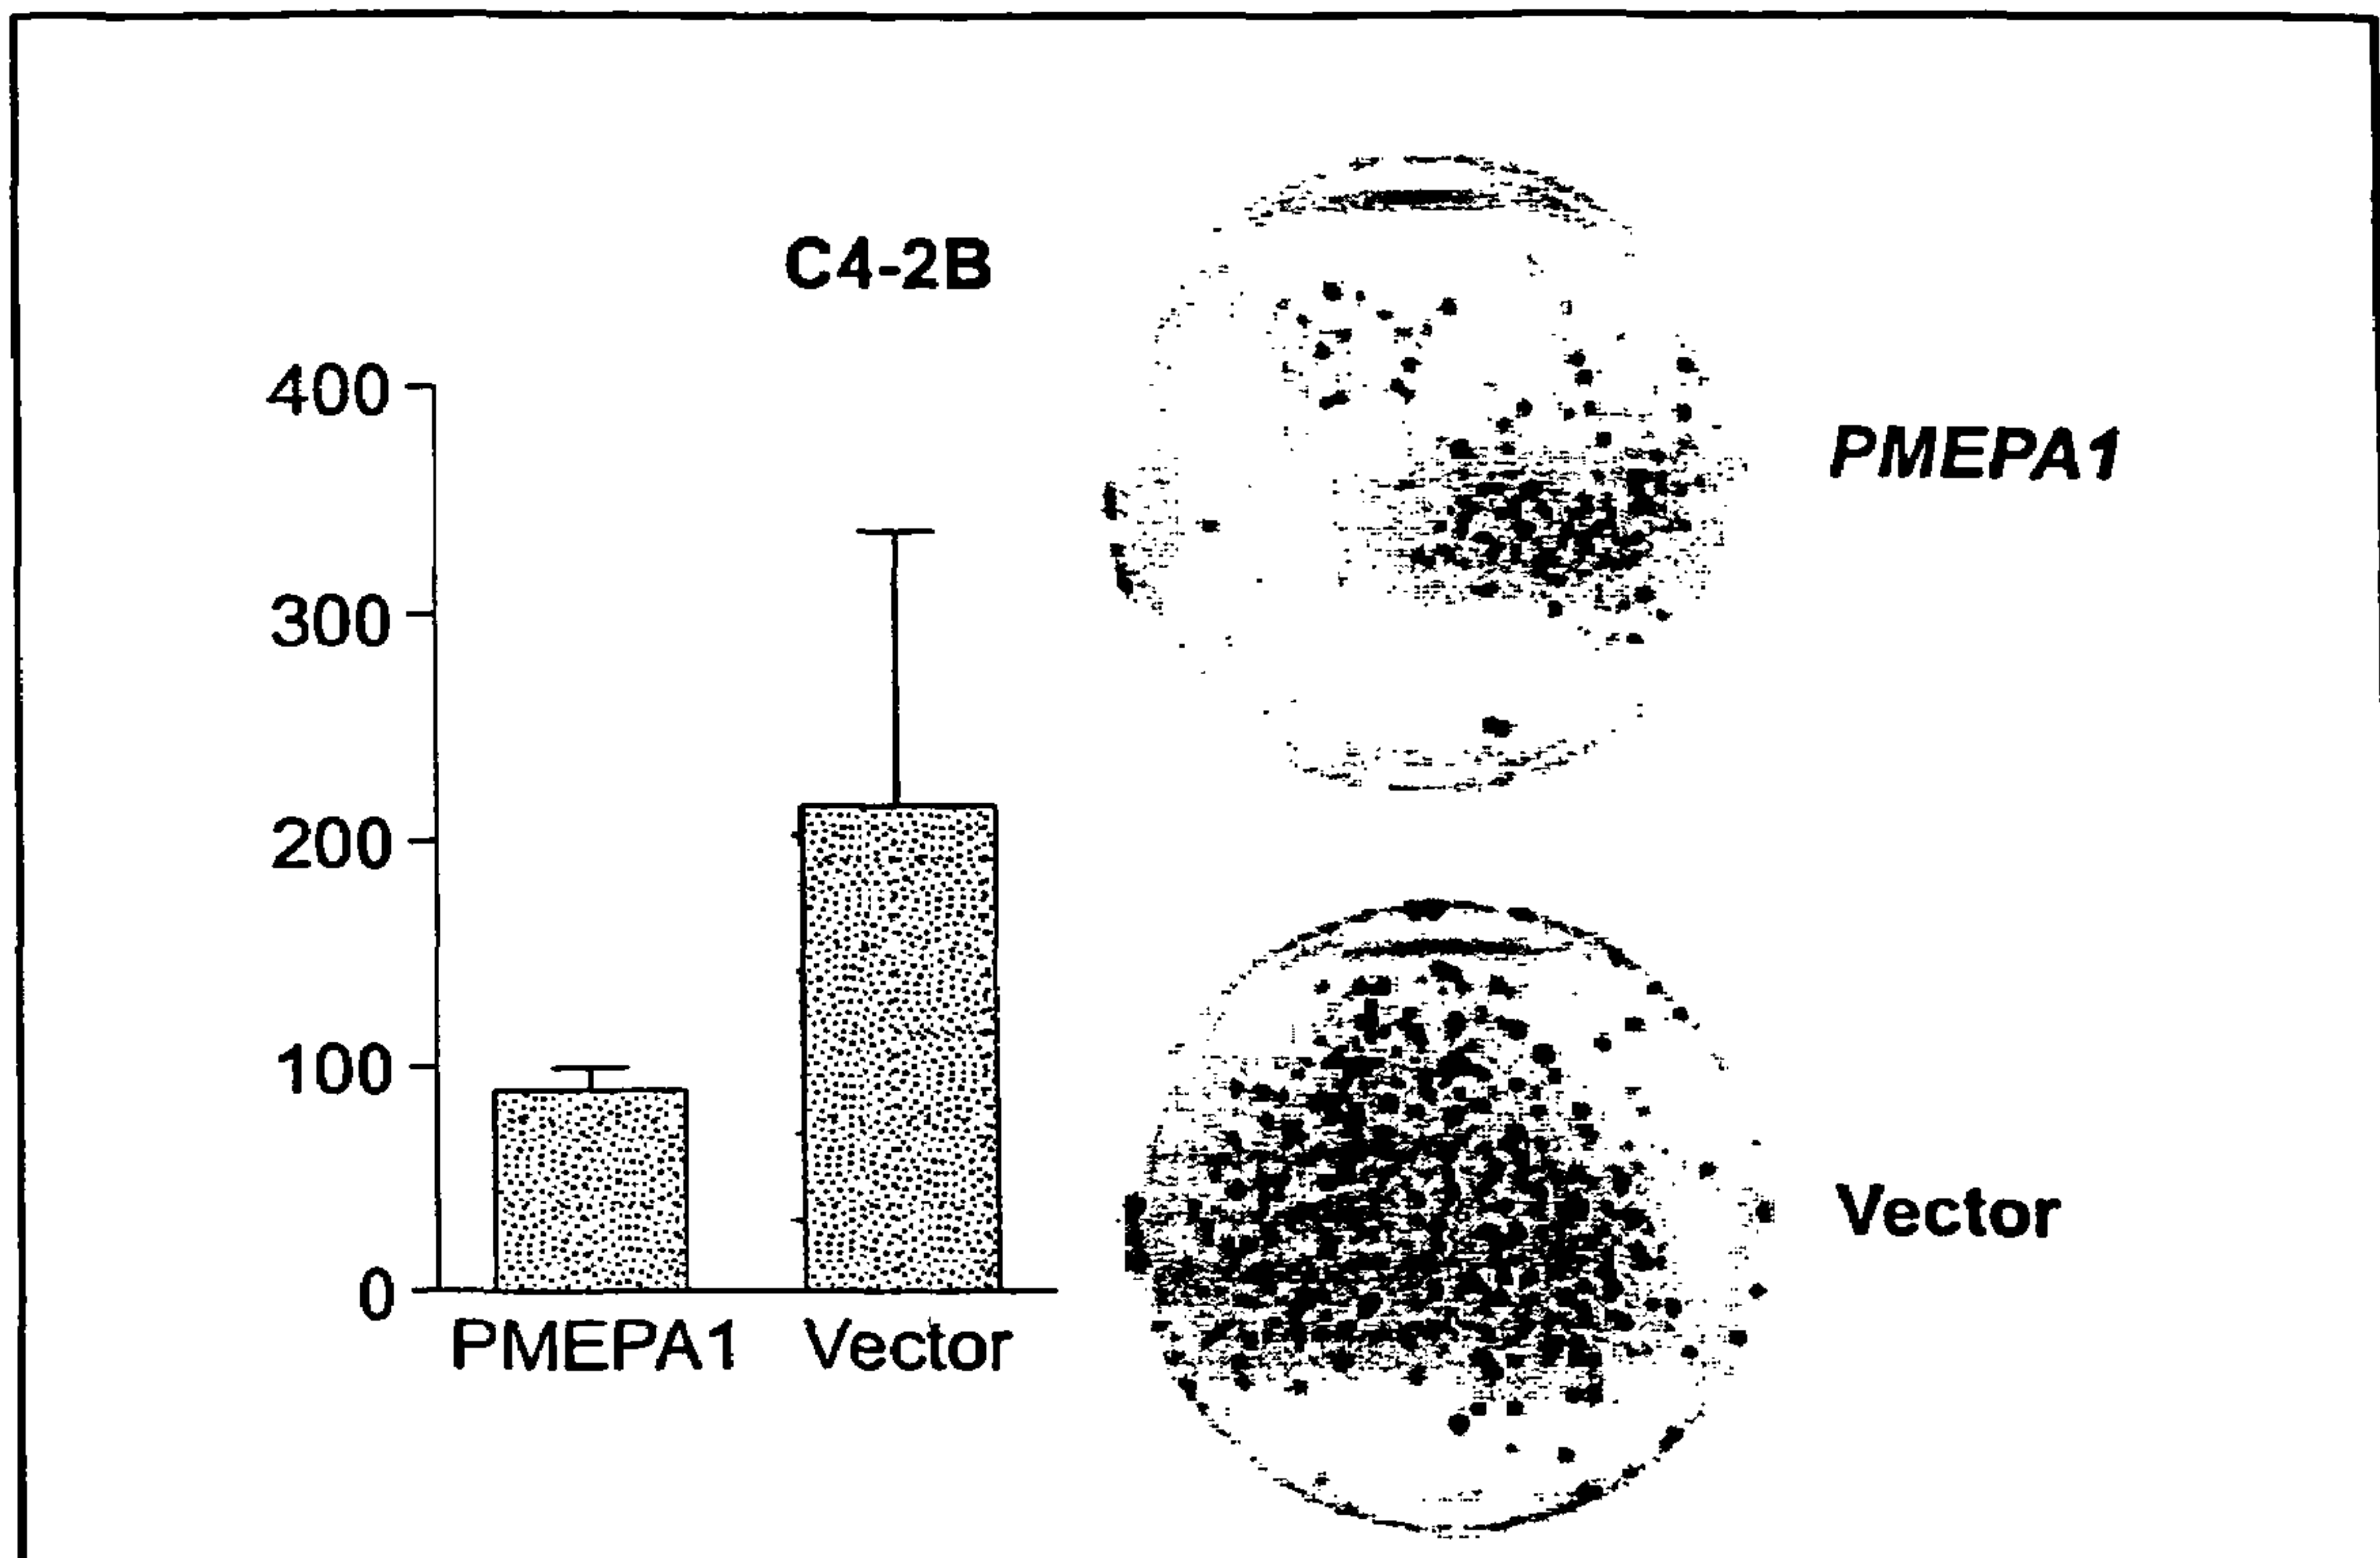 C4-2B
400
300
200
100
0
PMEPA1 Vector
PMEPA1
Vector